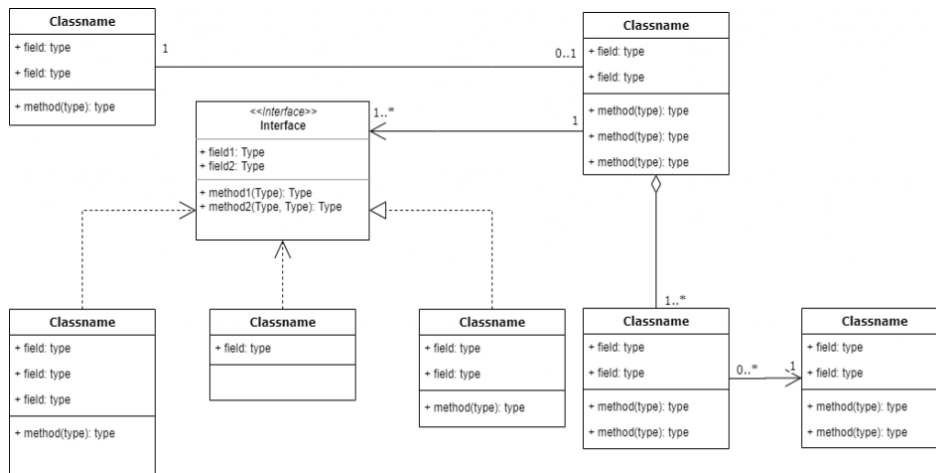 Classname
+ field: type
+ field: type
+ method(type): type
1
0..1
Classname
+ field: type
+ field: type
+ method(type): type
+ method(type): type
+ method(type): type
<<Interface>>
Interface
+ field1: Type
+ field2: Type
+ method1(Type): Type
+ method2(Type, Type): Type
1..*
1
1..*
Classname
+ field: type
+ field: type
+ field: type
+ method(type): type
Classname
+ field: type
Classname
+ field: type
+ field: type
+ method(type): type
Classname
+ field: type
+ field: type
+ method(type): type
+ method(type): type
0..*
1
Classname
+ field: type
+ field: type
+ method(type): type
+ method(type): type